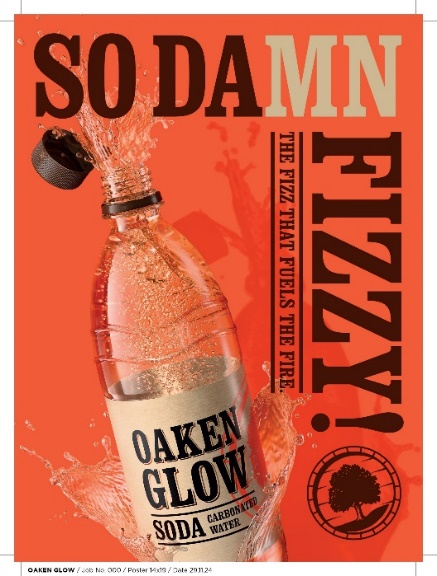 SO DAMN
FIZZY!
THE FIZZ THAT FUELS THE FIRE.
OAKEN
GLOW
SODA CARBONATED
WATER
OAKEN GLOW / Job No. 000 / Poster 14x19 / Date 29.11.24